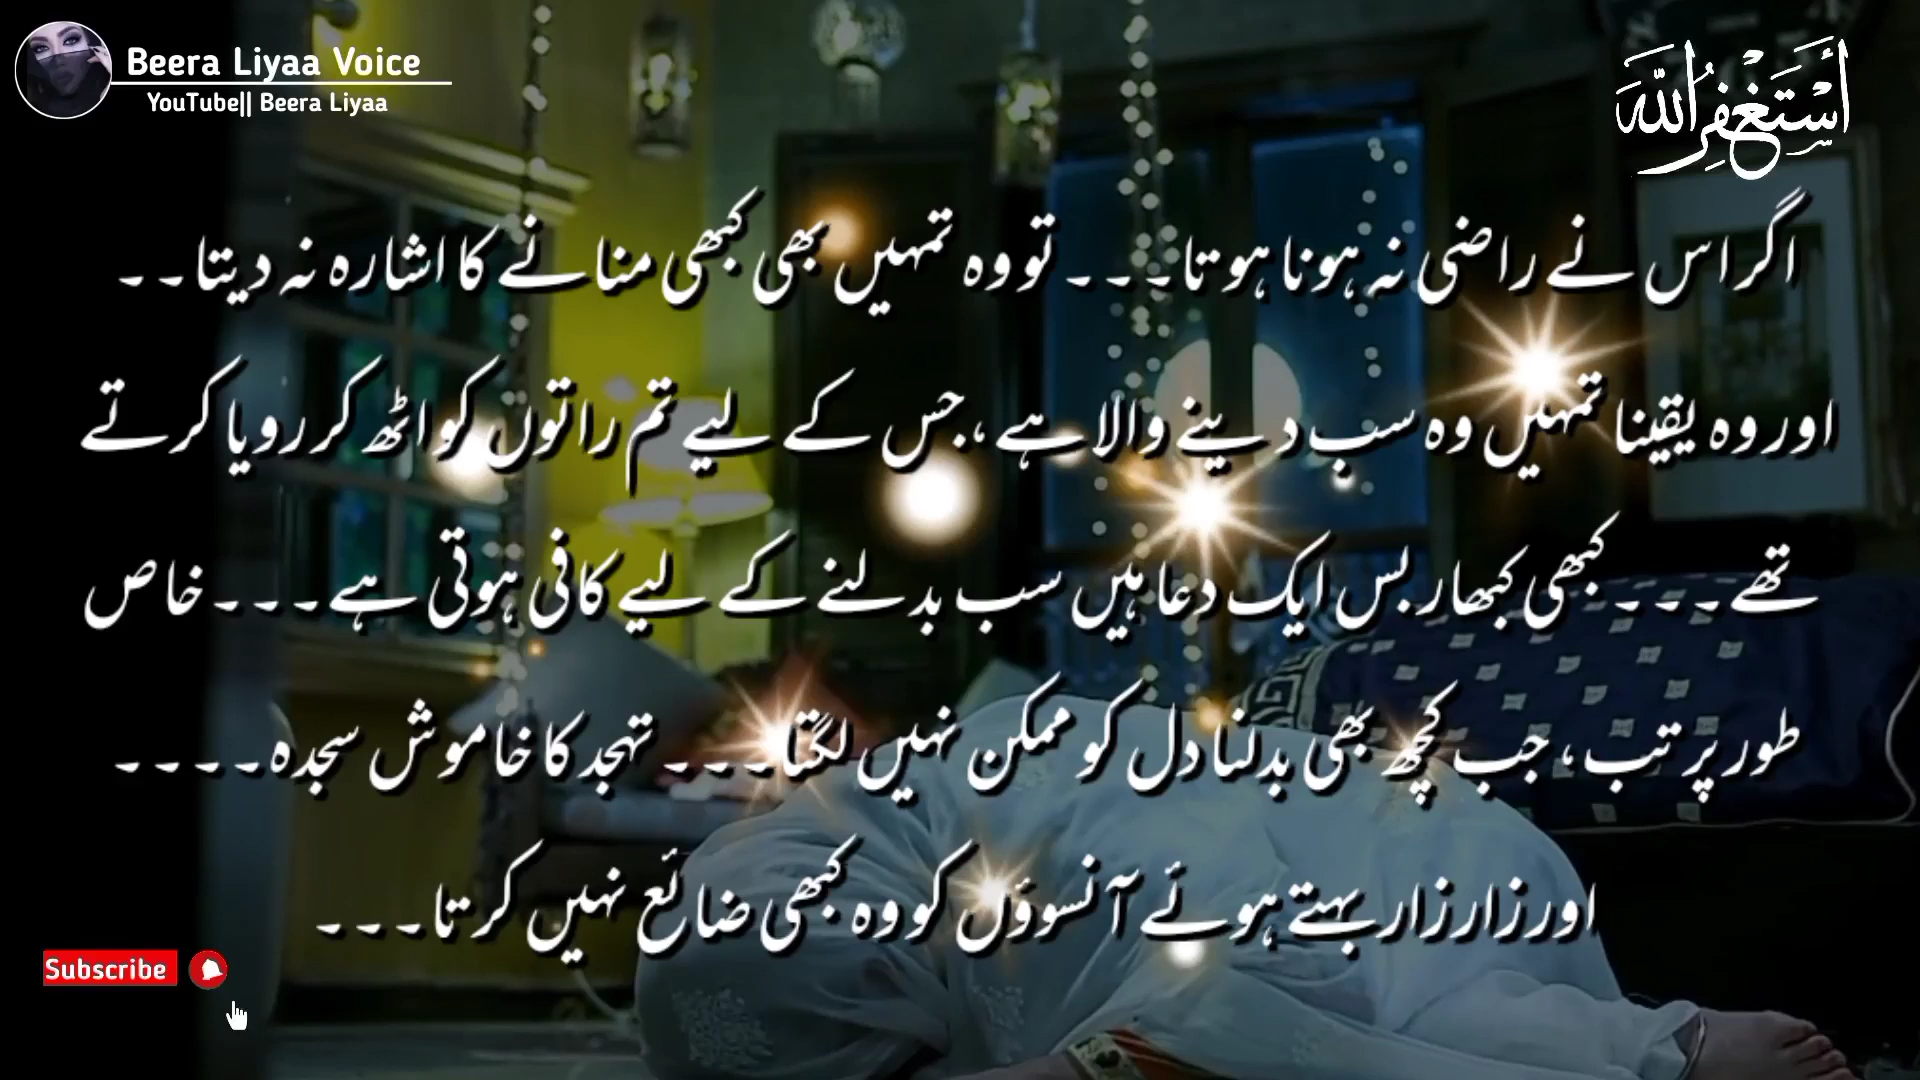 Beera Liyaa Voice
YouTube|| Beera Liyaa
أَسْتَغْفِرُاللّٰه
اگر اس نے راضی نہ ہونا ہوتا۔۔۔ تو وہ تمہیں بھی کبھی منانے کا اشارہ نہ دیتا۔۔
اور وہ یقینا تمہیں وہ سب دینے والا ہے، جس کے لیے تم راتوں کو اٹھ کر رویا کرتے
تھے۔۔۔ کبھی کبھار بس ایک دعا ہیں سب بدلنے کے لیے کافی ہوتی ہے۔۔۔ خاص
طور پر تب، جب کچھ بھی بدلنا دل کو ممکن نہیں لگتا۔۔۔ تہجد کا خاموش سجدہ۔۔۔۔
اور زار زار بہتے ہوئے آنسوؤں کو وہ کبھی ضائع نہیں کرتا۔۔۔
Subscribe